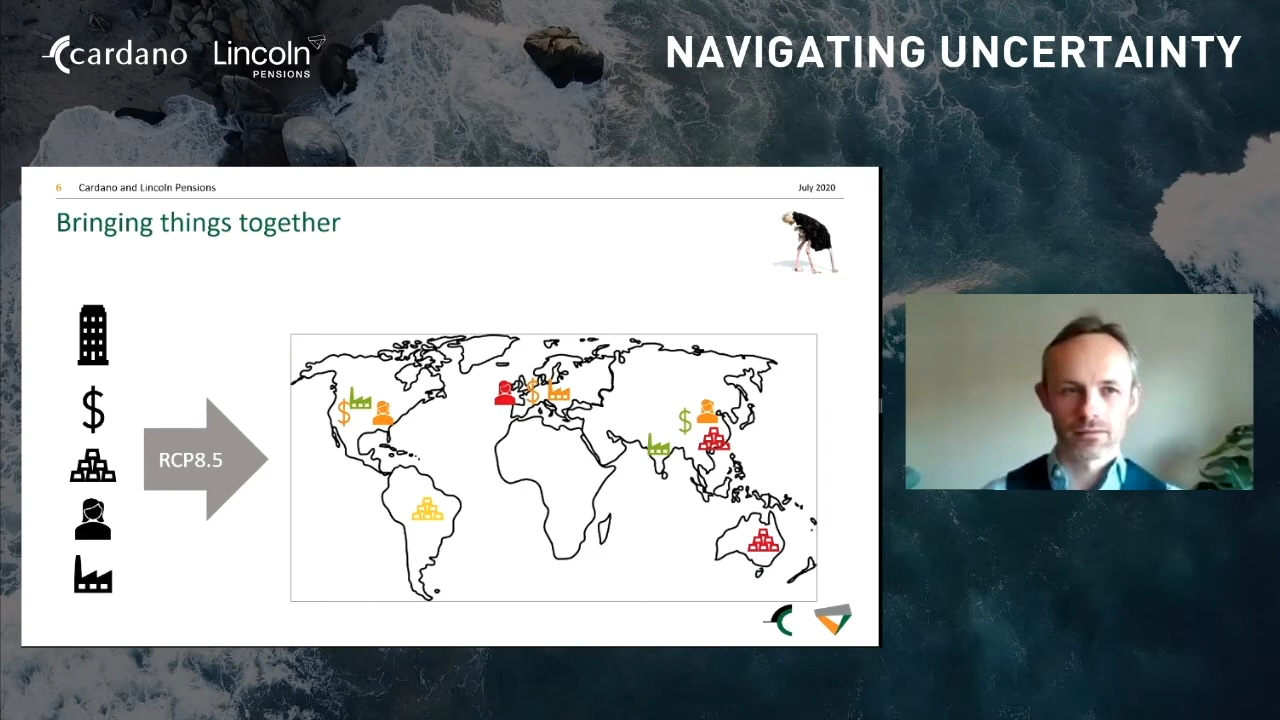 cardano
Lincoln
PENSIONS
NAVIGATING UNCERTAINTY
6 Cardano and Lincoln Pensions July 2020
Bringing things together
RCP8.5